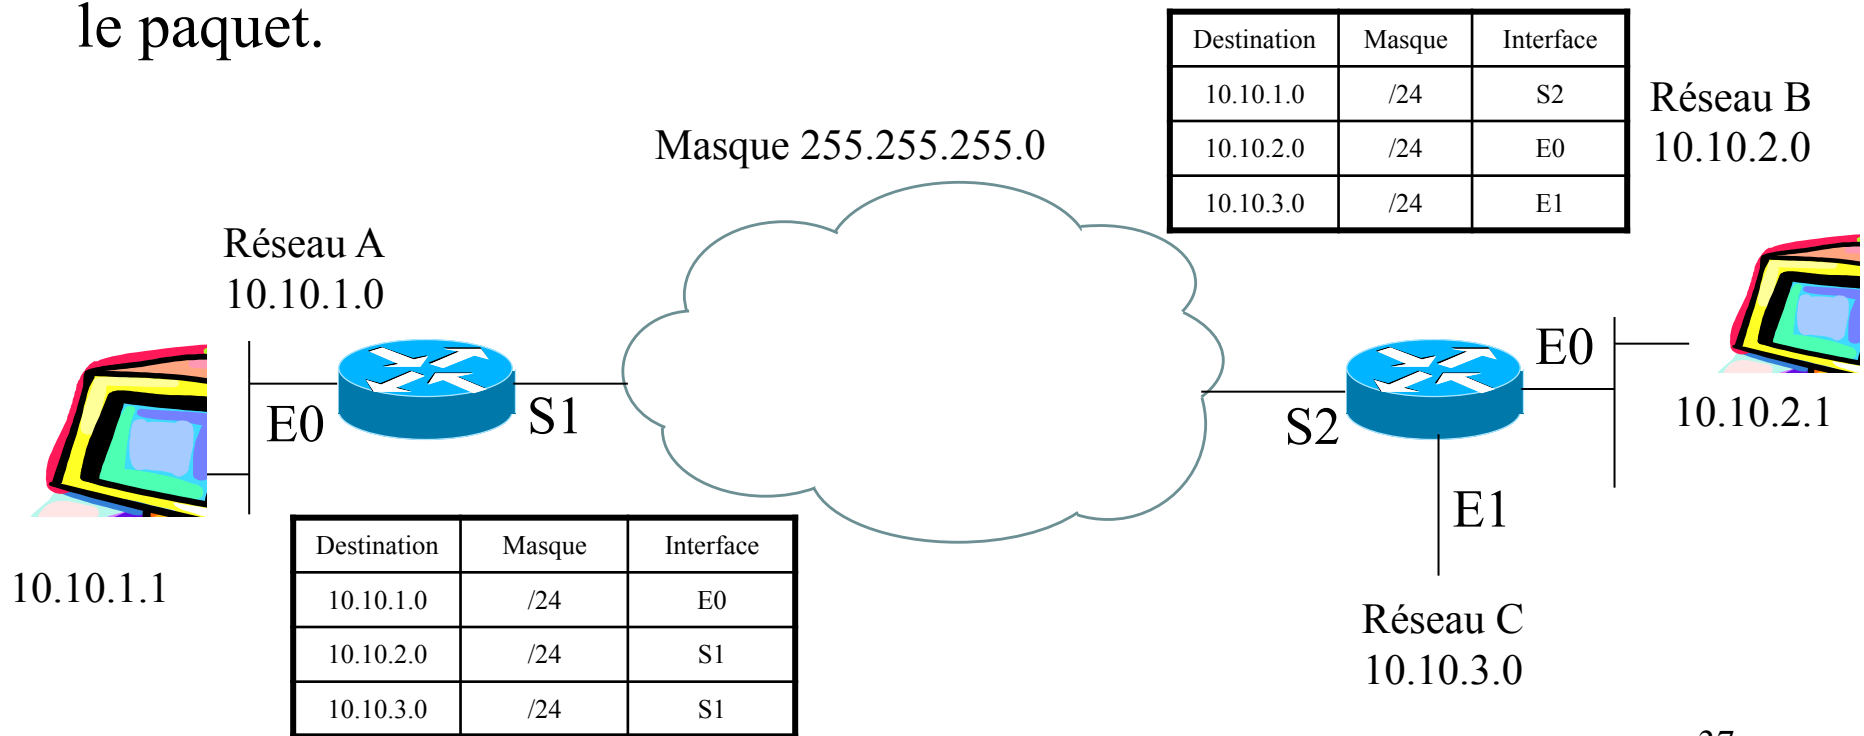 le paquet.
Destination Masque Interface
10.10.1.0 /24 S2
10.10.2.0 /24 E0
10.10.3.0 /24 E1
Réseau B
10.10.2.0
Masque 255.255.255.0
Réseau A
10.10.1.0
E0
S1
S2
E0
E1
10.10.2.1
10.10.1.1
Destination Masque Interface
10.10.1.0 /24 E0
10.10.2.0 /24 S1
10.10.3.0 /24 S1
Réseau C
10.10.3.0